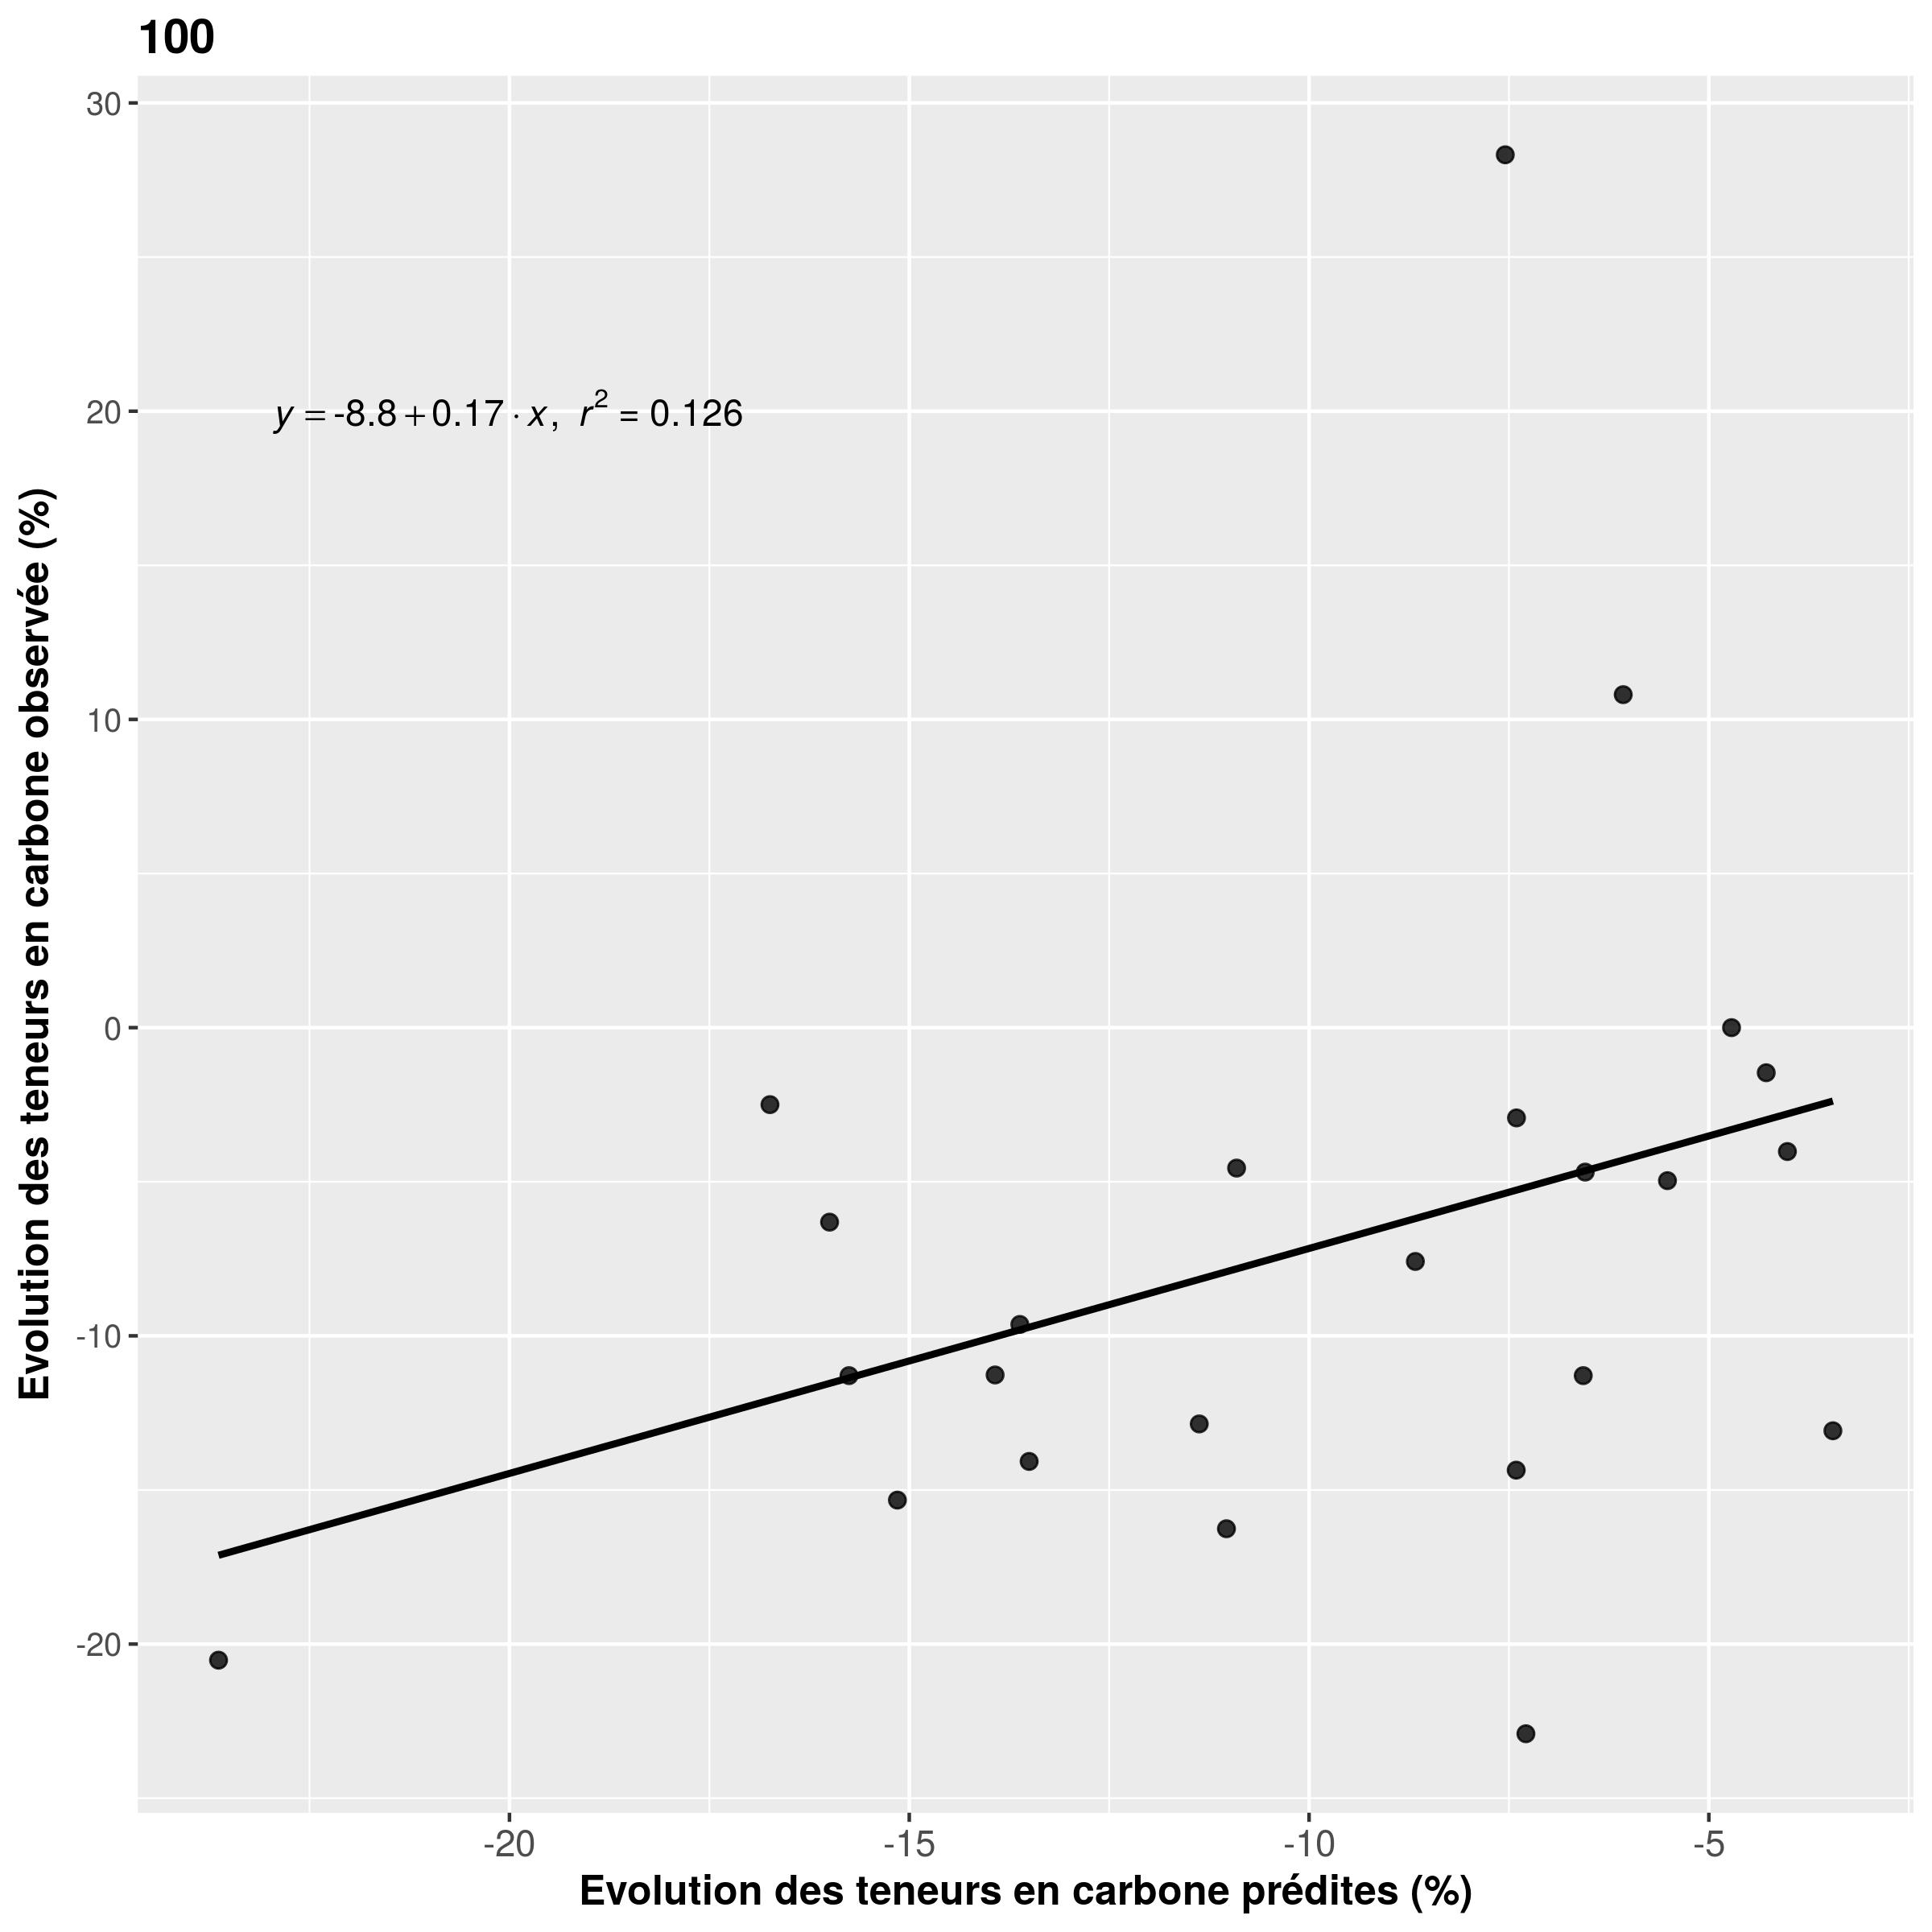 100
30
20
10
0
-10
-20
y = -8.8 + 0.17 · x, r² = 0.126
Evolution des teneurs en carbone observée (%)
-20 -15 -10 -5
Evolution des teneurs en carbone prédites (%)